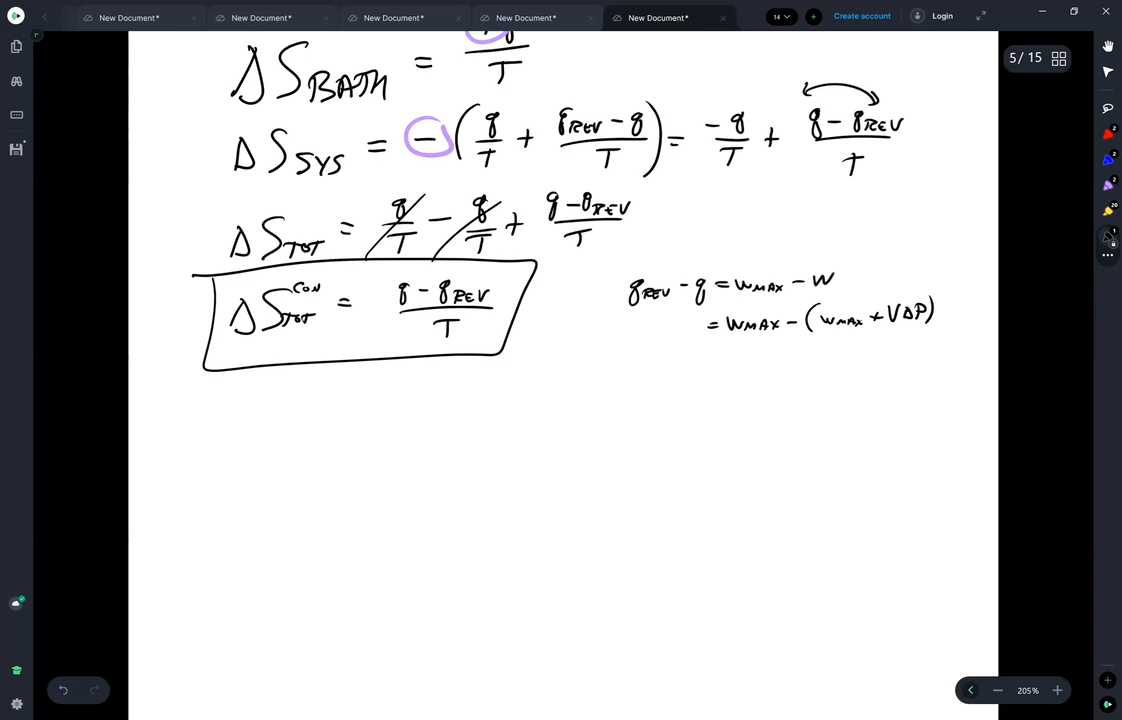 New Document* New Document* New Document* New Document* New Document* 14 Create account Login
5 / 15
ΔS_BATH = q/T
ΔS_SYS = -(q/T + (q_REV - q)/T) = -q/T + (q - q_REV)/T
ΔS_TOT = q/T - q/T + (q - q_REV)/T
ΔS_TOT^CON = (q - q_REV)/T
q_REV - q = w_MAX - w
= w_MAX - (w_MAX + VΔP)
205%